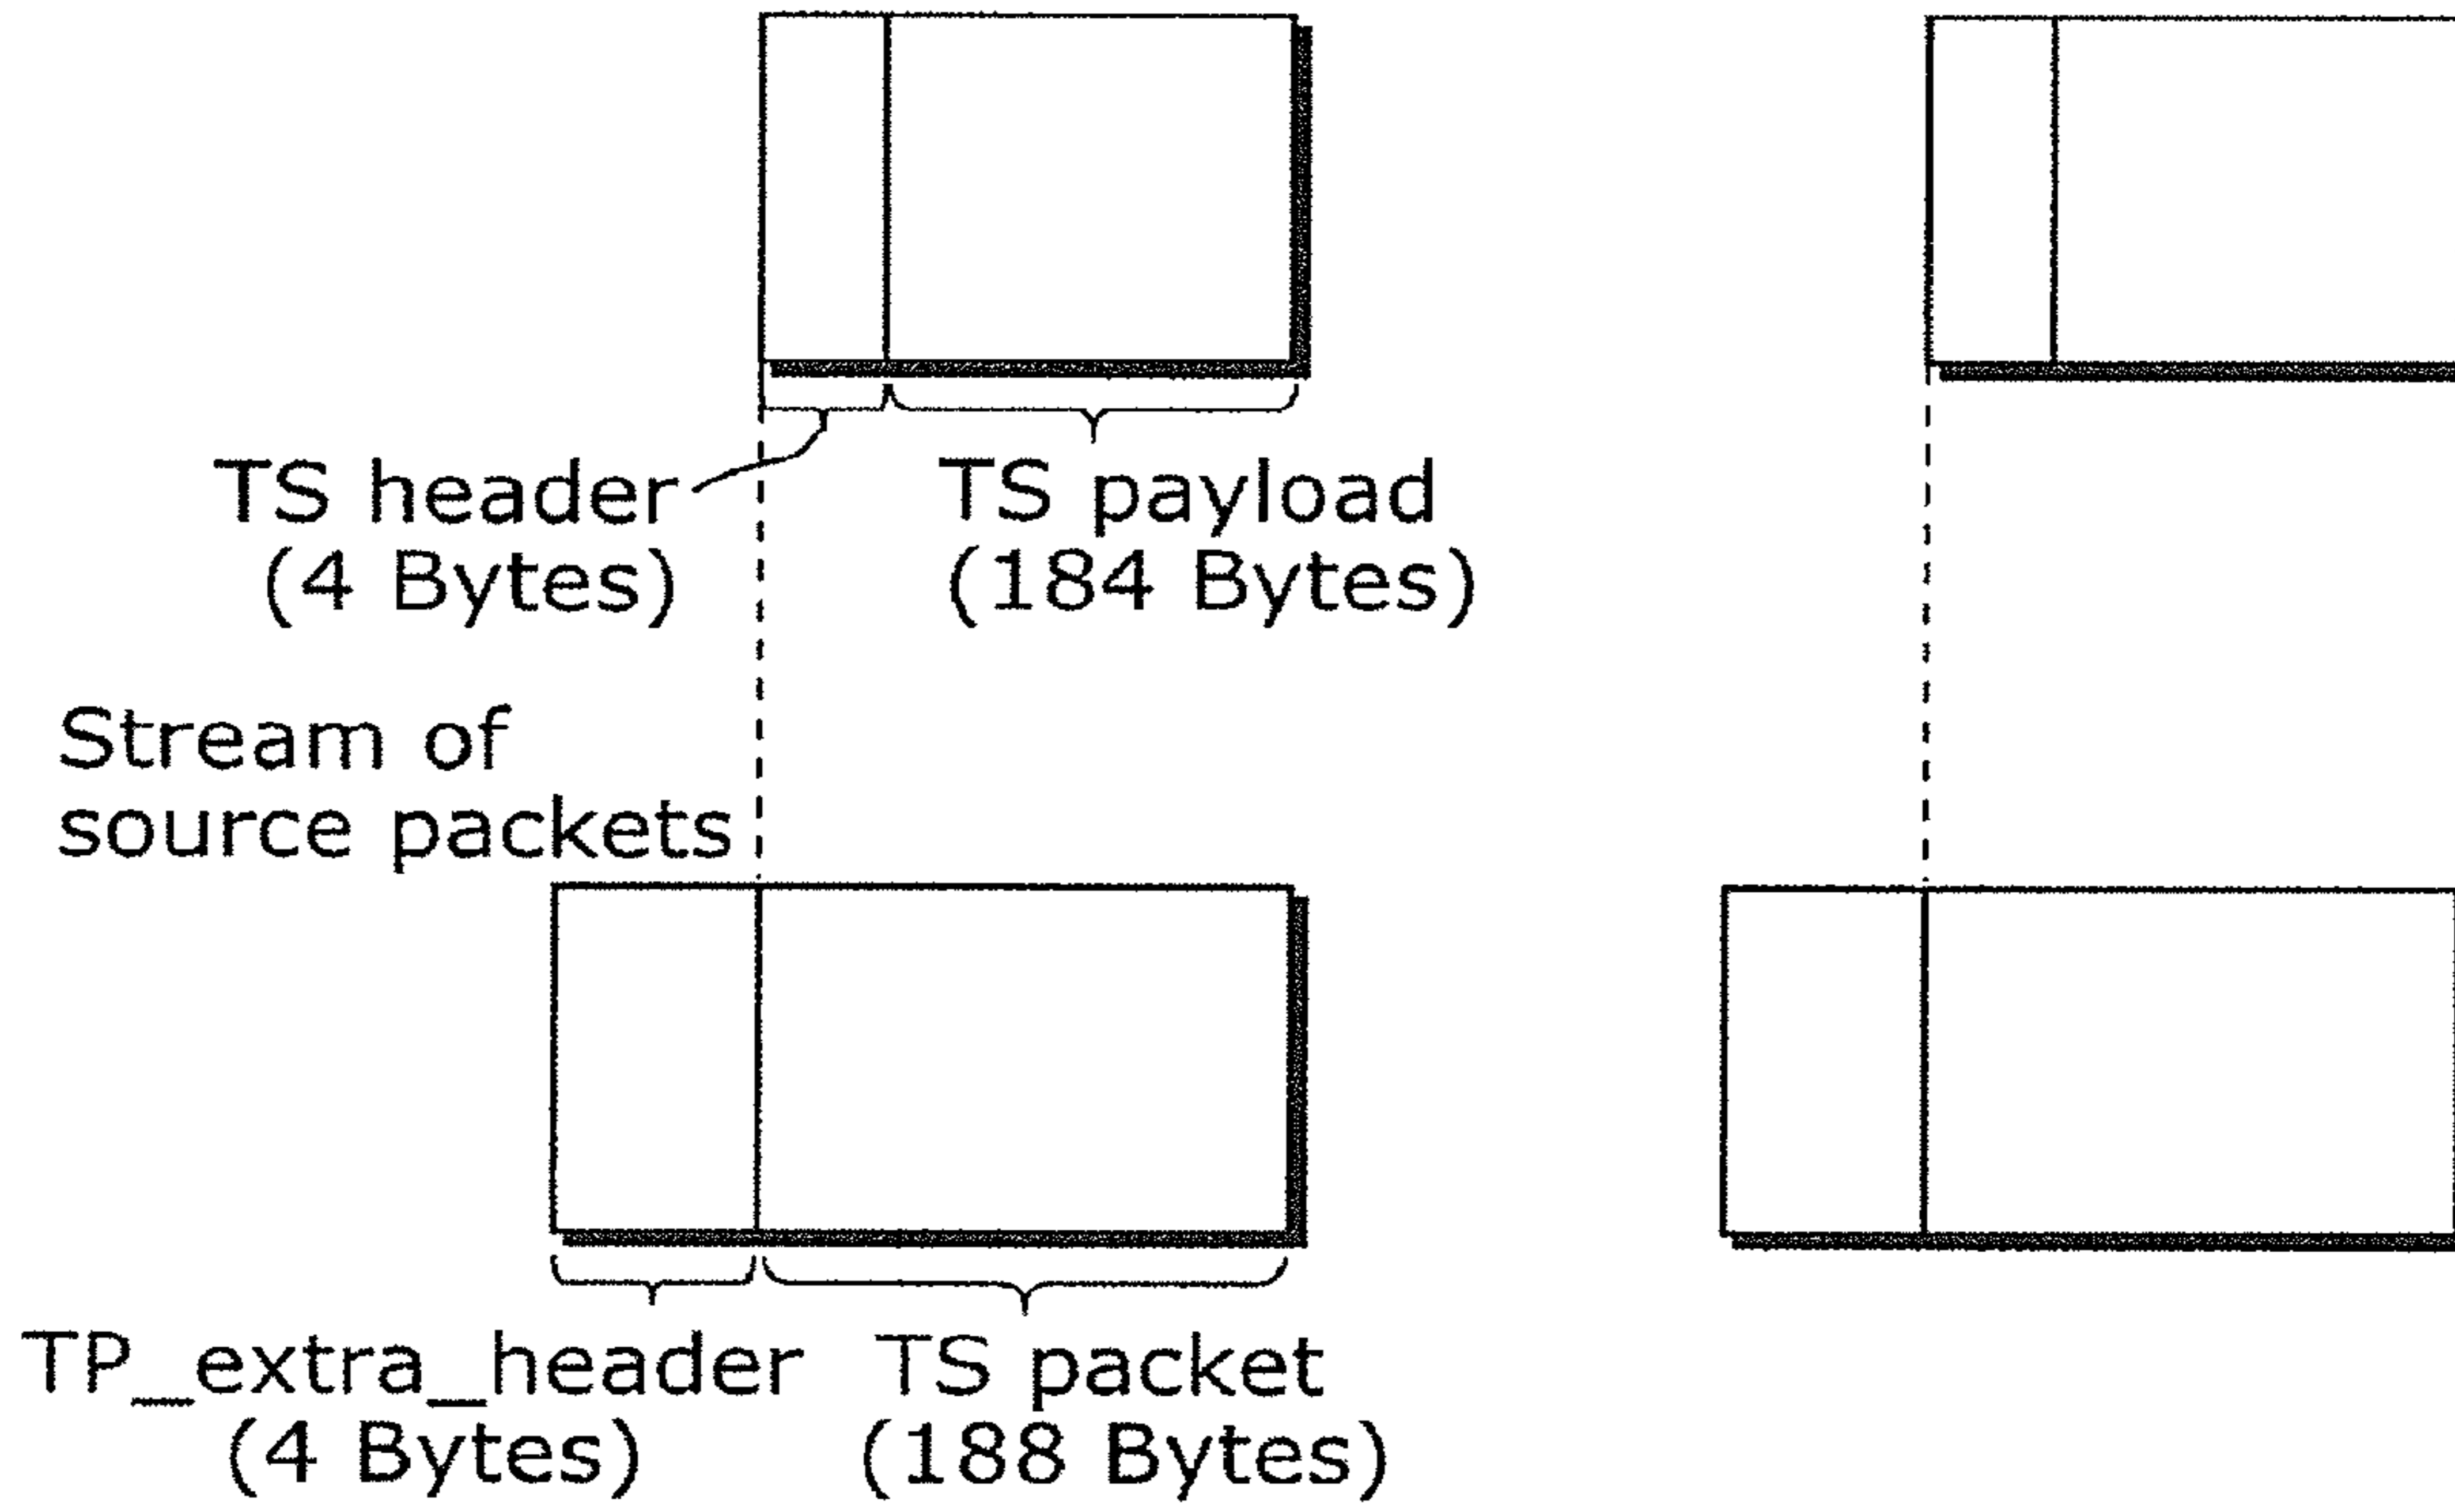 TS header
(4 Bytes)
TS payload
(184 Bytes)
Stream of
source packets
TP_extra_header
(4 Bytes)
TS packet
(188 Bytes)